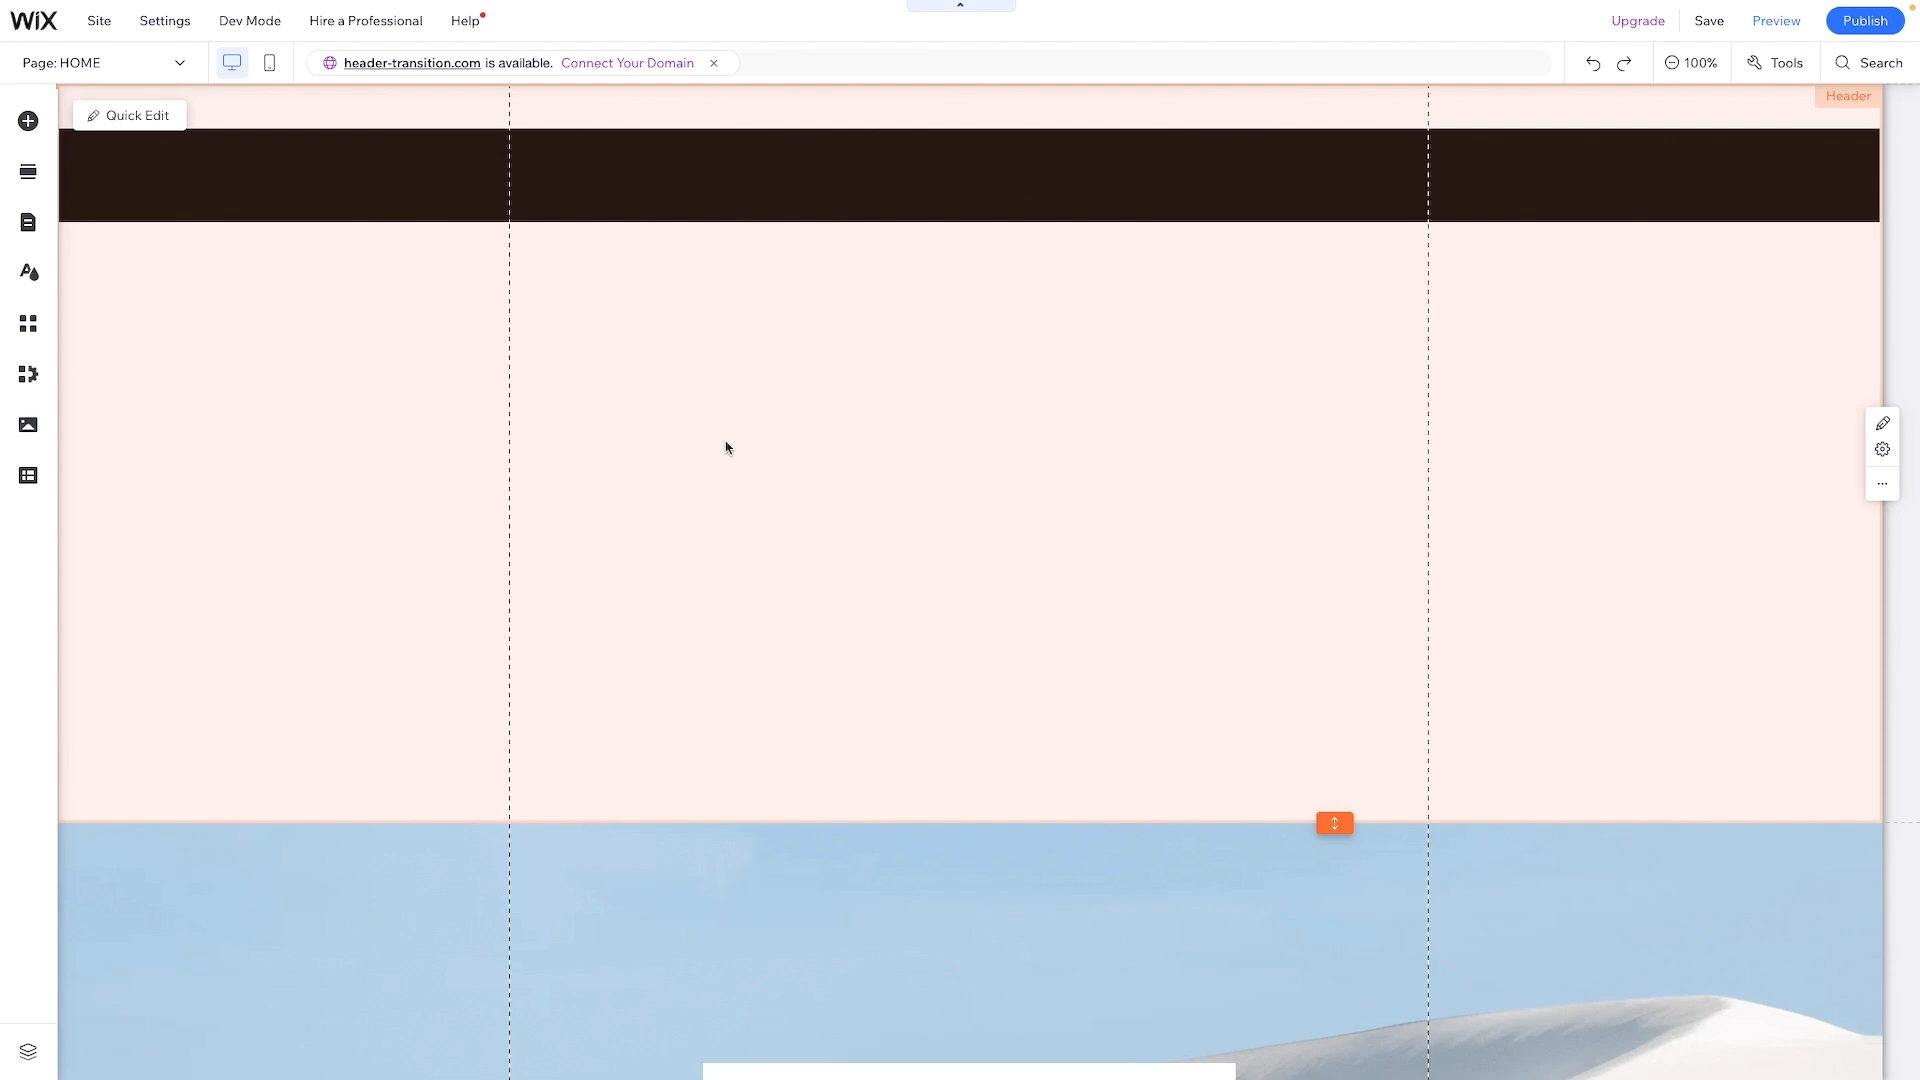 WiX Site Settings Dev Mode Hire a Professional Help Upgrade Save Preview Publish
Page: HOME header-transition.com is available. Connect Your Domain 100% Tools Search
Header
Quick Edit